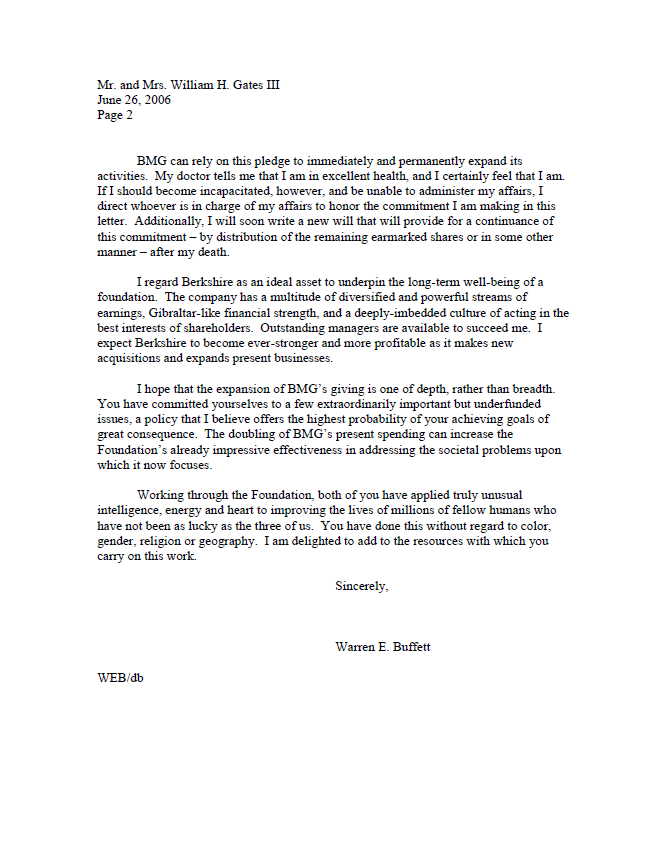 Mr. and Mrs. William H. Gates III
June 26, 2006
Page 2
BMG can rely on this pledge to immediately and permanently expand its
activities.  My doctor tells me that I am in excellent health, and I certainly feel that I am.
If I should become incapacitated, however, and be unable to administer my affairs, I
direct whoever is in charge of my affairs to honor the commitment I am making in this
letter.  Additionally, I will soon write a new will that will provide for a continuance of
this commitment – by distribution of the remaining earmarked shares or in some other
manner – after my death.
I regard Berkshire as an ideal asset to underpin the long-term well-being of a
foundation.  The company has a multitude of diversified and powerful streams of
earnings, Gibraltar-like financial strength, and a deeply-imbedded culture of acting in the
best interests of shareholders.  Outstanding managers are available to succeed me.  I
expect Berkshire to become ever-stronger and more profitable as it makes new
acquisitions and expands present businesses.
I hope that the expansion of BMG's giving is one of depth, rather than breadth.
You have committed yourselves to a few extraordinarily important but underfunded
issues, a policy that I believe offers the highest probability of your achieving goals of
great consequence.  The doubling of BMG's present spending can increase the
Foundation's already impressive effectiveness in addressing the societal problems upon
which it now focuses.
Working through the Foundation, both of you have applied truly unusual
intelligence, energy and heart to improving the lives of millions of fellow humans who
have not been as lucky as the three of us.  You have done this without regard to color,
gender, religion or geography.  I am delighted to add to the resources with which you
carry on this work.
Sincerely,
Warren E. Buffett
WEB/db